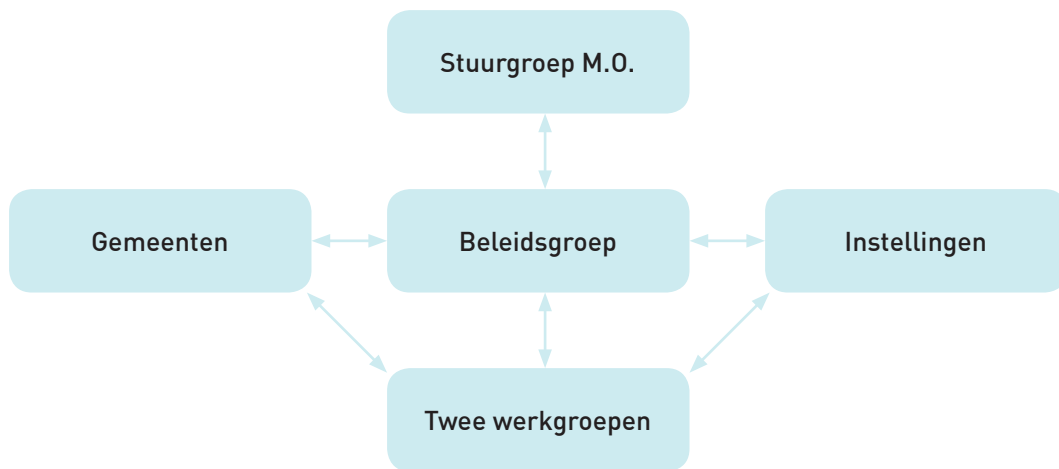 Stuurgroep M.O.
Gemeenten
Beleidsgroep
Instellingen
Twee werkgroepen